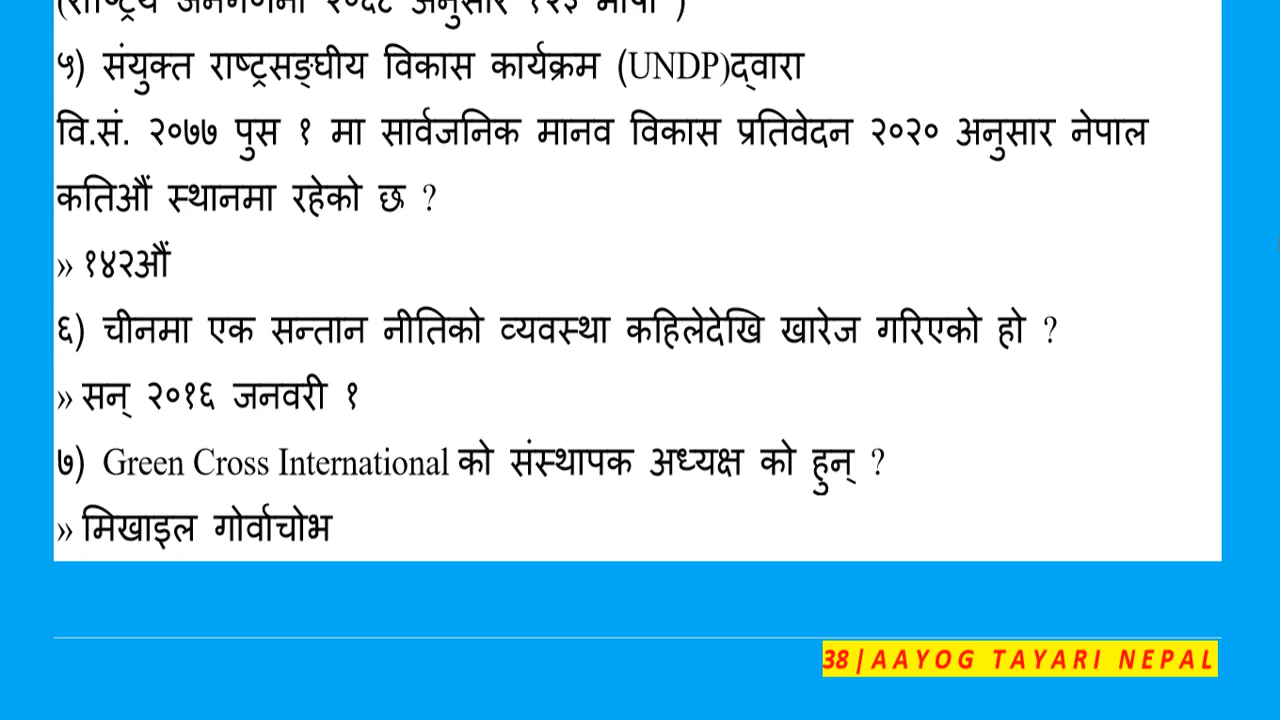 ५) संयुक्त राष्ट्रसङ्घीय विकास कार्यक्रम (UNDP)द्वारा
वि.सं. २०७७ पुस १ मा सार्वजनिक मानव विकास प्रतिवेदन २०२० अनुसार नेपाल
कतिऔं स्थानमा रहेको छ ?
» १४२औं
६) चीनमा एक सन्तान नीतिको व्यवस्था कहिलेदेखि खारेज गरिएको हो ?
» सन् २०१६ जनवरी १
७) Green Cross International को संस्थापक अध्यक्ष को हुन् ?
» मिखाइल गोर्वाचोभ
38 | AAYOG TAYARI NEPAL